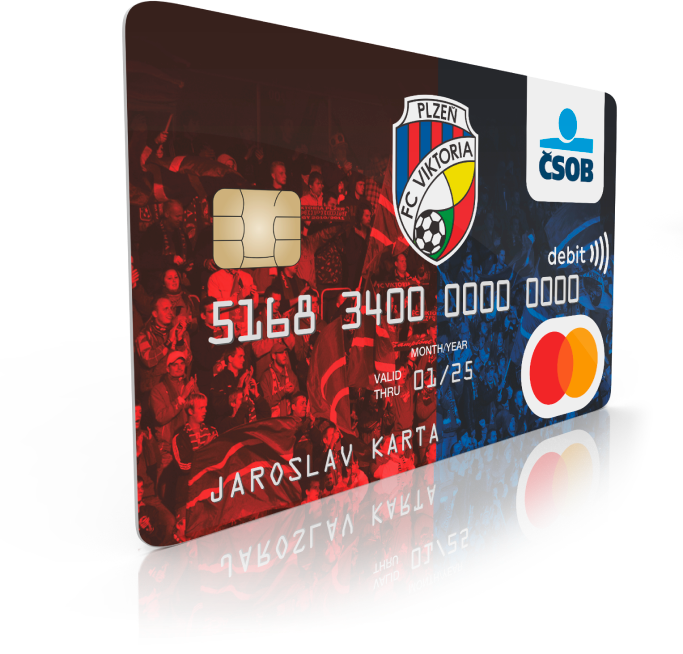 PLZEŇ
FC VIKTORIA
ČSOB
debit
5168 3400 0000 0000
MONTH/YEAR
VALID THRU 01/25
JAROSLAV KARTA